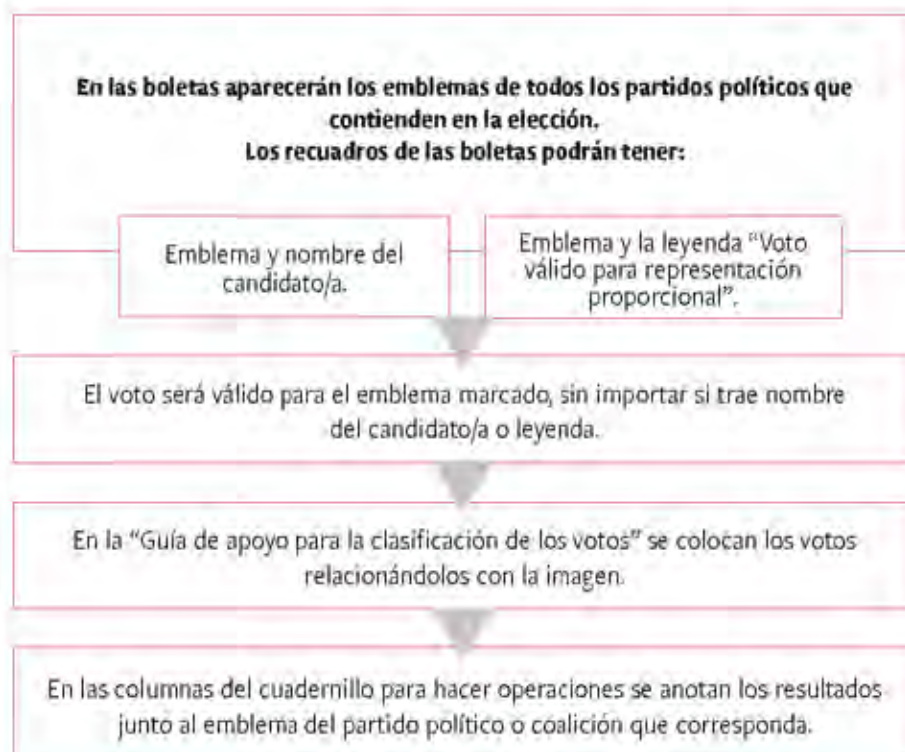 En las boletas aparecerán los emblemas de todos los partidos políticos que
contienden en la elección.
Los recuadros de las boletas podrán tener:
Emblema y nombre del
candidato/a.
Emblema y la leyenda “Voto
válido para representación
proporcional”.
El voto será válido para el emblema marcado, sin importar si trae nombre
del candidato/a o leyenda.
En la “Guía de apoyo para la clasificación de los votos” se colocan los votos
relacionándolos con la imagen.
En las columnas del cuadernillo para hacer operaciones se anotan los resultados
junto al emblema del partido político o coalición que corresponda.